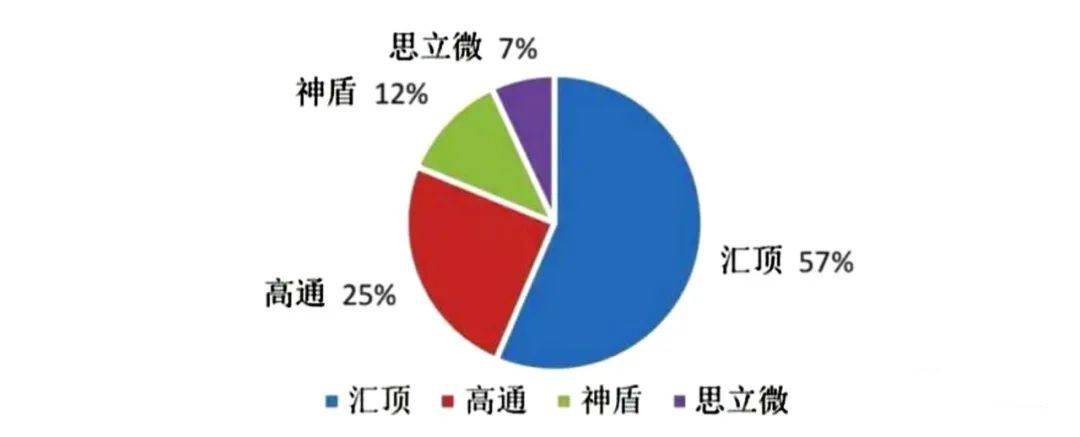 思立微 7%
神盾 12%
汇顶 57%
高通 25%
汇顶 高通 神盾 思立微